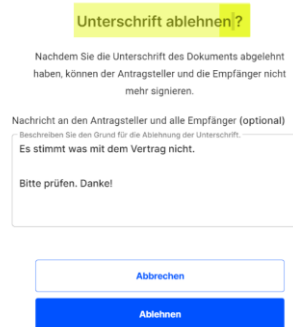 Unterschrift ablehnen ?
Nachdem Sie die Unterschrift des Dokuments abgelehnt
haben, können der Antragsteller und die Empfänger nicht
mehr signieren.
Nachricht an den Antragsteller und alle Empfänger (optional)
Beschreiben Sie den Grund für die Ablehnung der Unterschrift.
Es stimmt was mit dem Vertrag nicht.
Bitte prüfen. Danke!
Abbrechen
Ablehnen